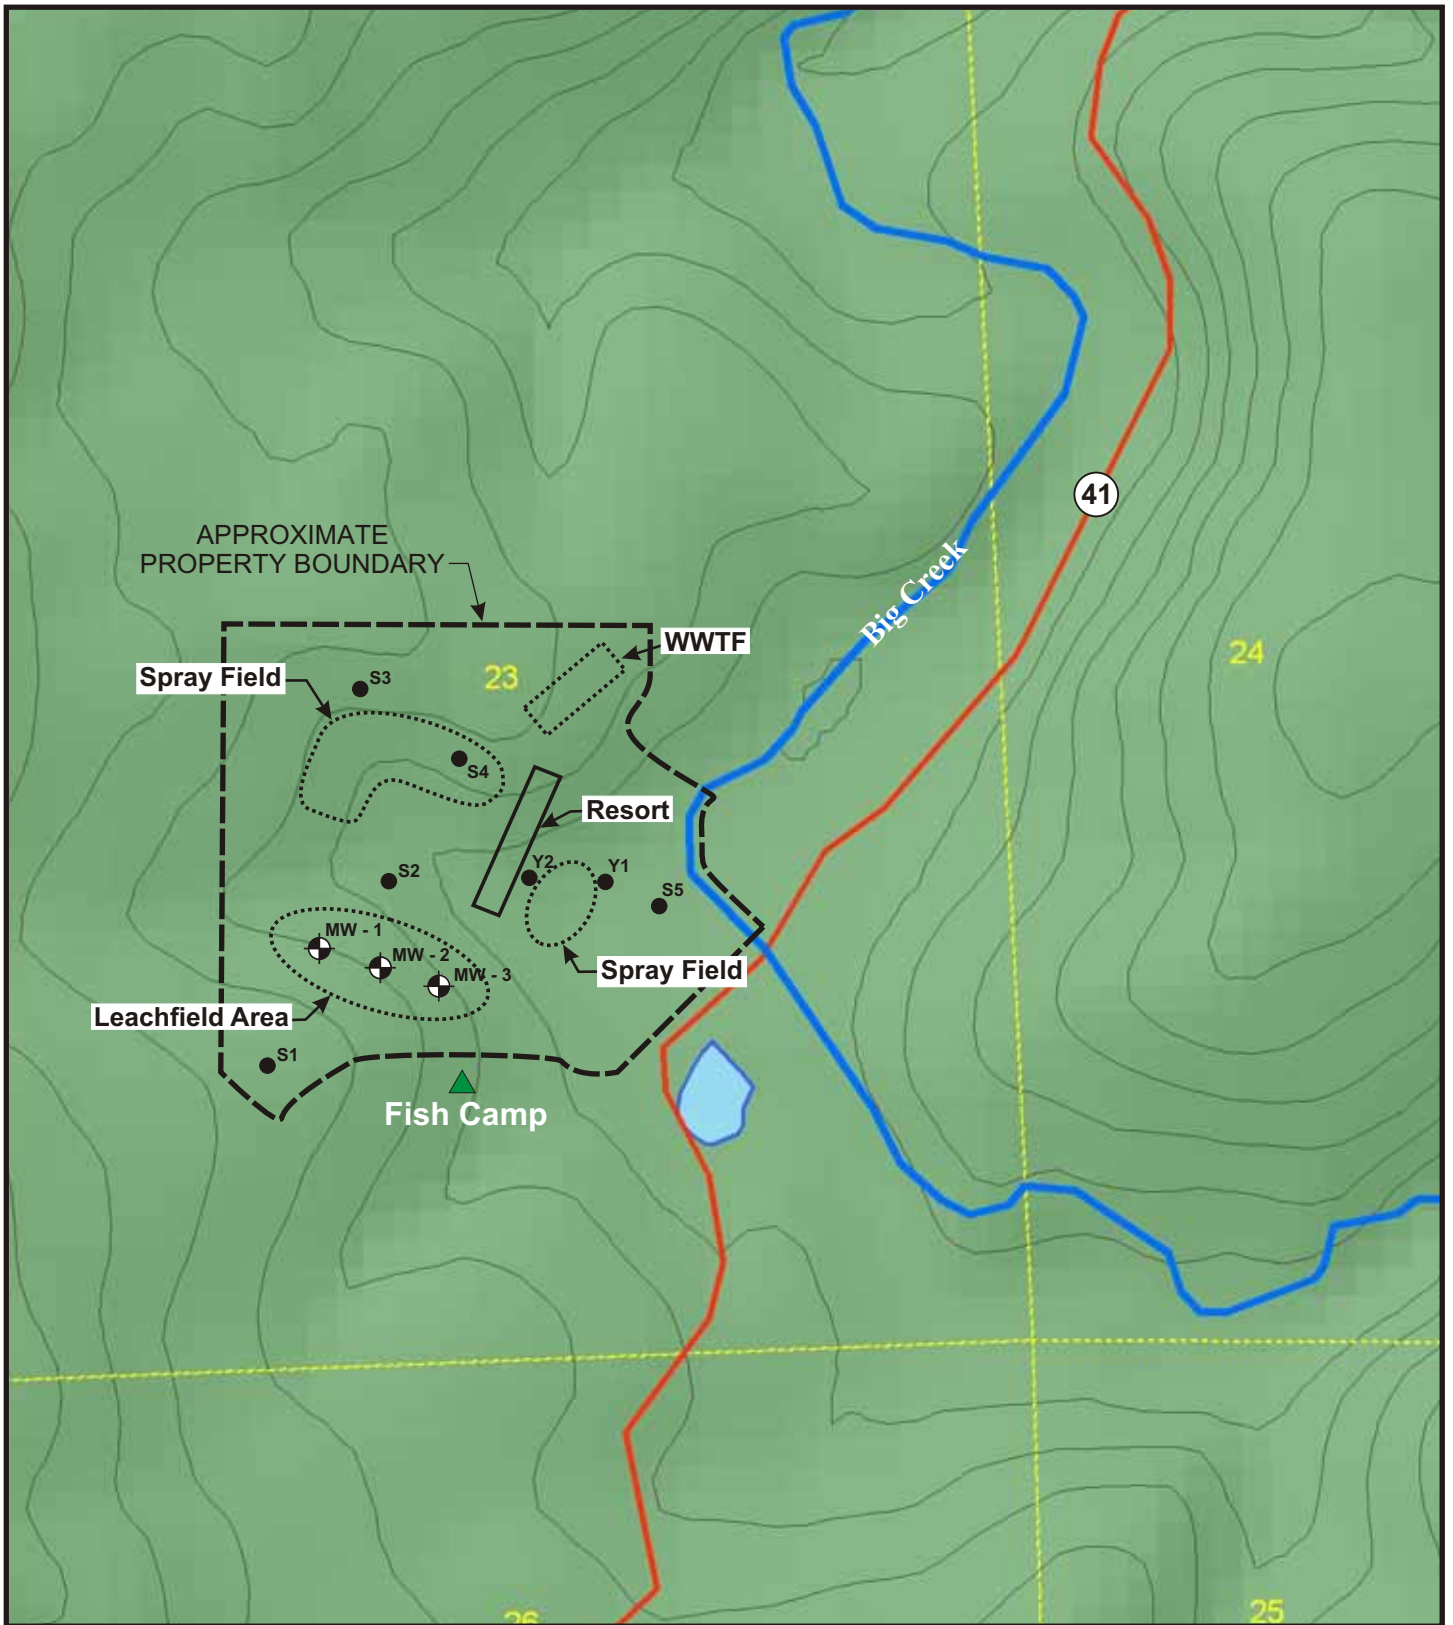 41
APPROXIMATE
PROPERTY BOUNDARY
Big Creek
WWTF
24
Spray Field
S3
23
S4
Resort
S2
Y2
Y1
S5
MW - 1
MW - 2
MW - 3
Spray Field
Leachfield Area
S1
Fish Camp
26
25